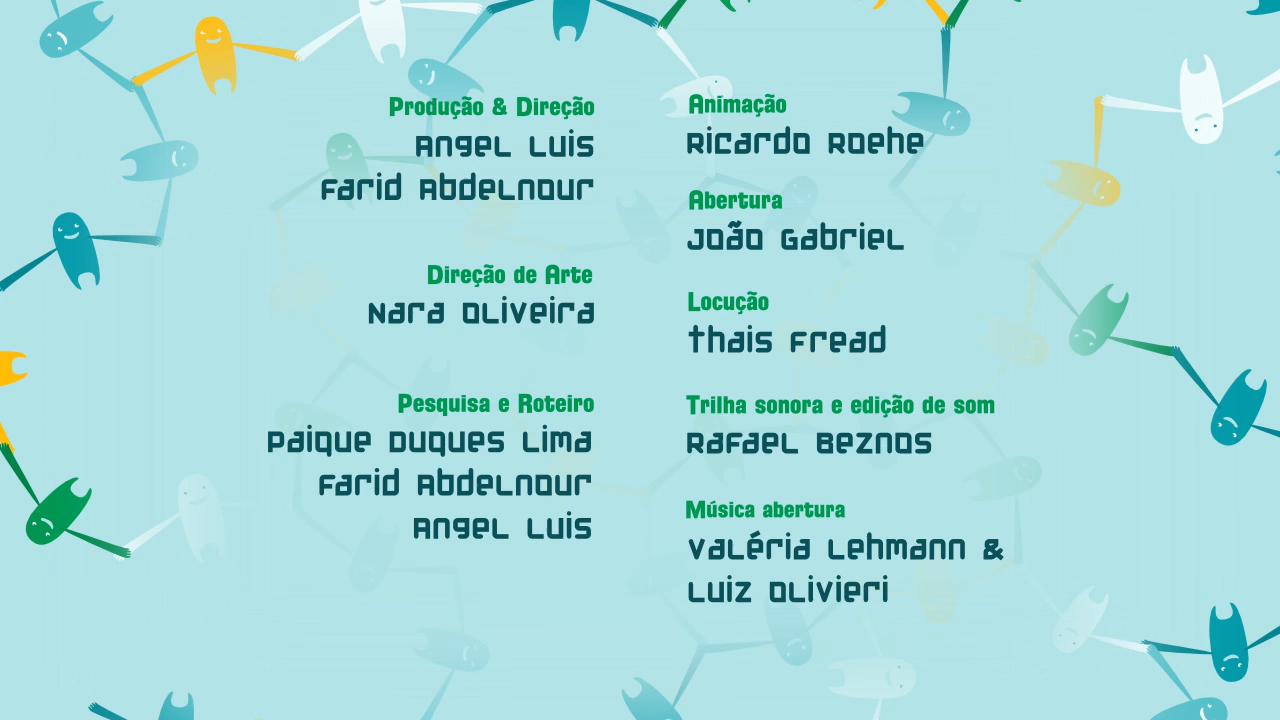 Produção & Direção
Angel Luis
Farid Abdelnour
Direção de Arte
Nara Oliveira
Pesquisa e Roteiro
Paique Duques Lima
Farid Abdelnour
Angel Luis
Animação
Ricardo Roehe
Abertura
João Gabriel
Locução
Thais Fread
Trilha sonora e edição de som
Rafael Beznos
Música abertura
Valéria Lehmann &
Luiz Olivieri